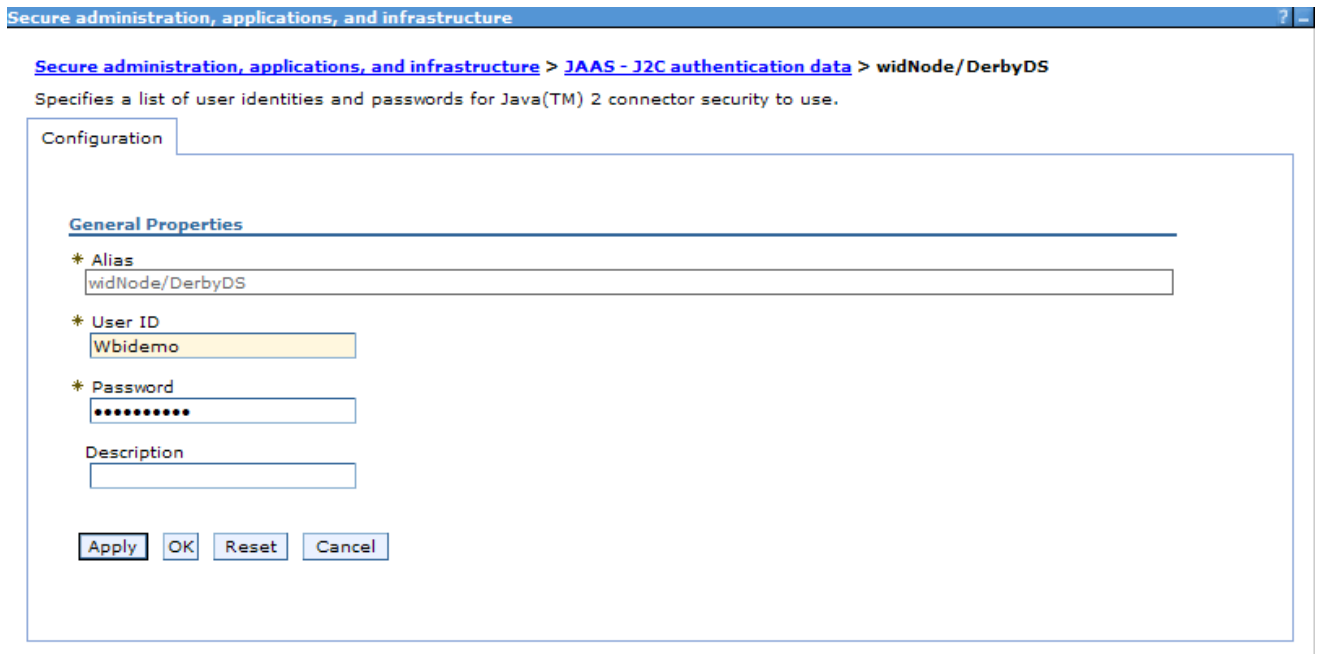 Secure administration, applications, and infrastructure ? –
Secure administration, applications, and infrastructure > JAAS - J2C authentication data > widNode/DerbyDS
Specifies a list of user identities and passwords for Java(TM) 2 connector security to use.
Configuration
General Properties
* Alias
widNode/DerbyDS
* User ID
Wbidemo
* Password
••••••••••
Description
Apply OK Reset Cancel